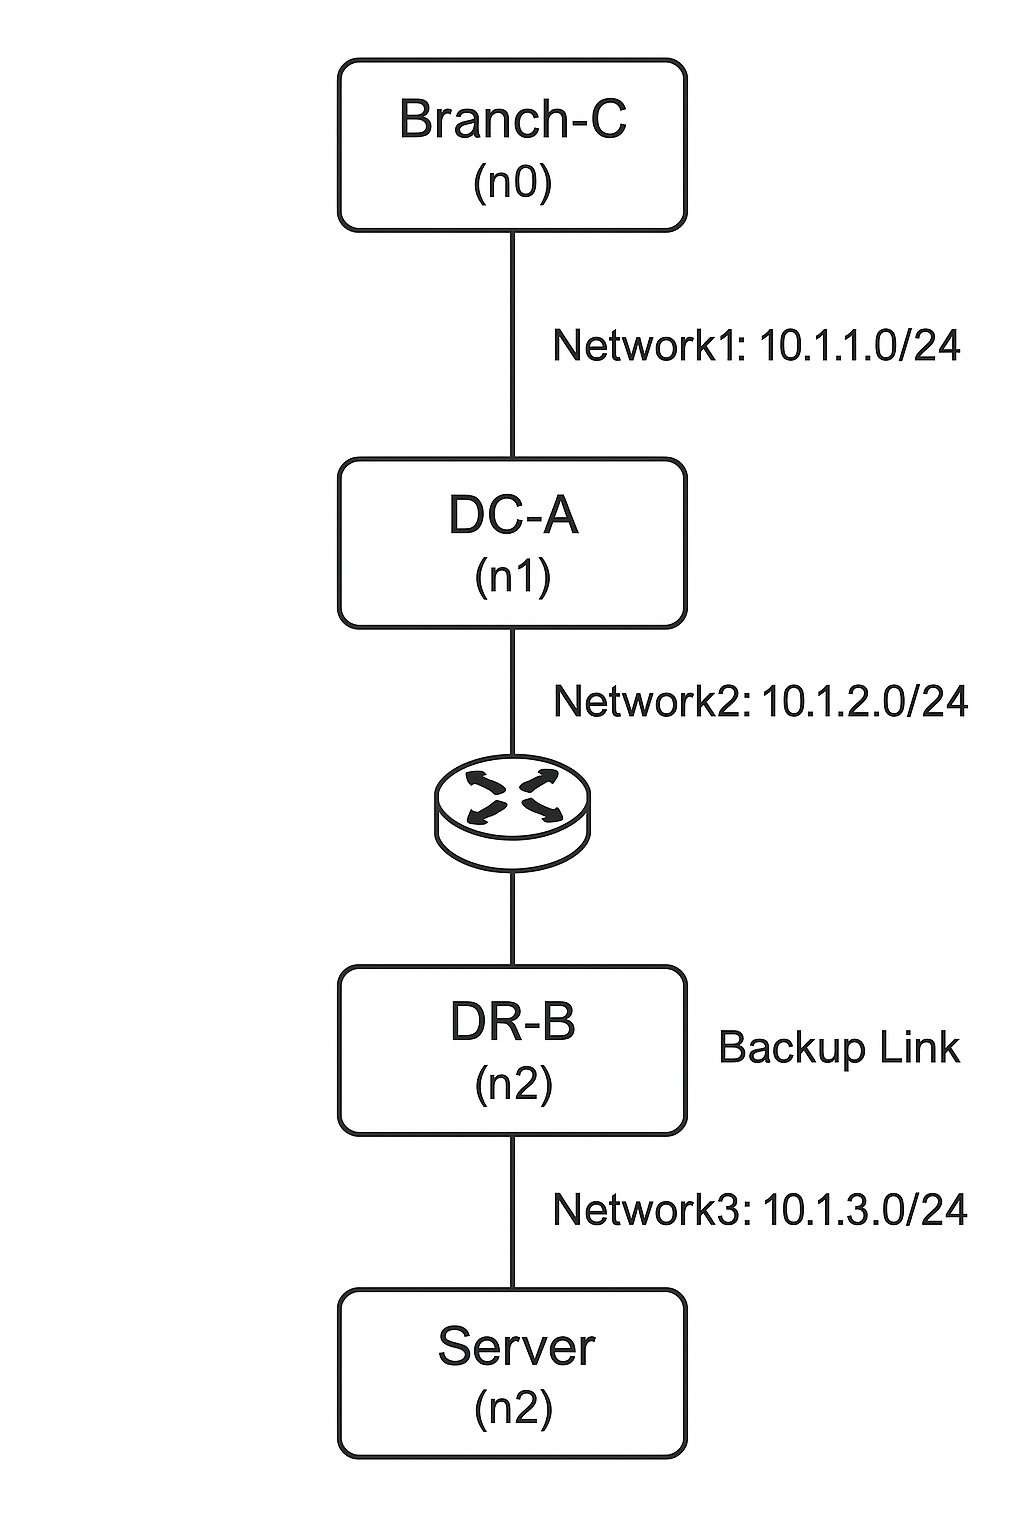 Branch-C
(n0)
Network1: 10.1.1.0/24
DC-A
(n1)
Network2: 10.1.2.0/24
DR-B
(n2)
Backup Link
Network3: 10.1.3.0/24
Server
(n2)